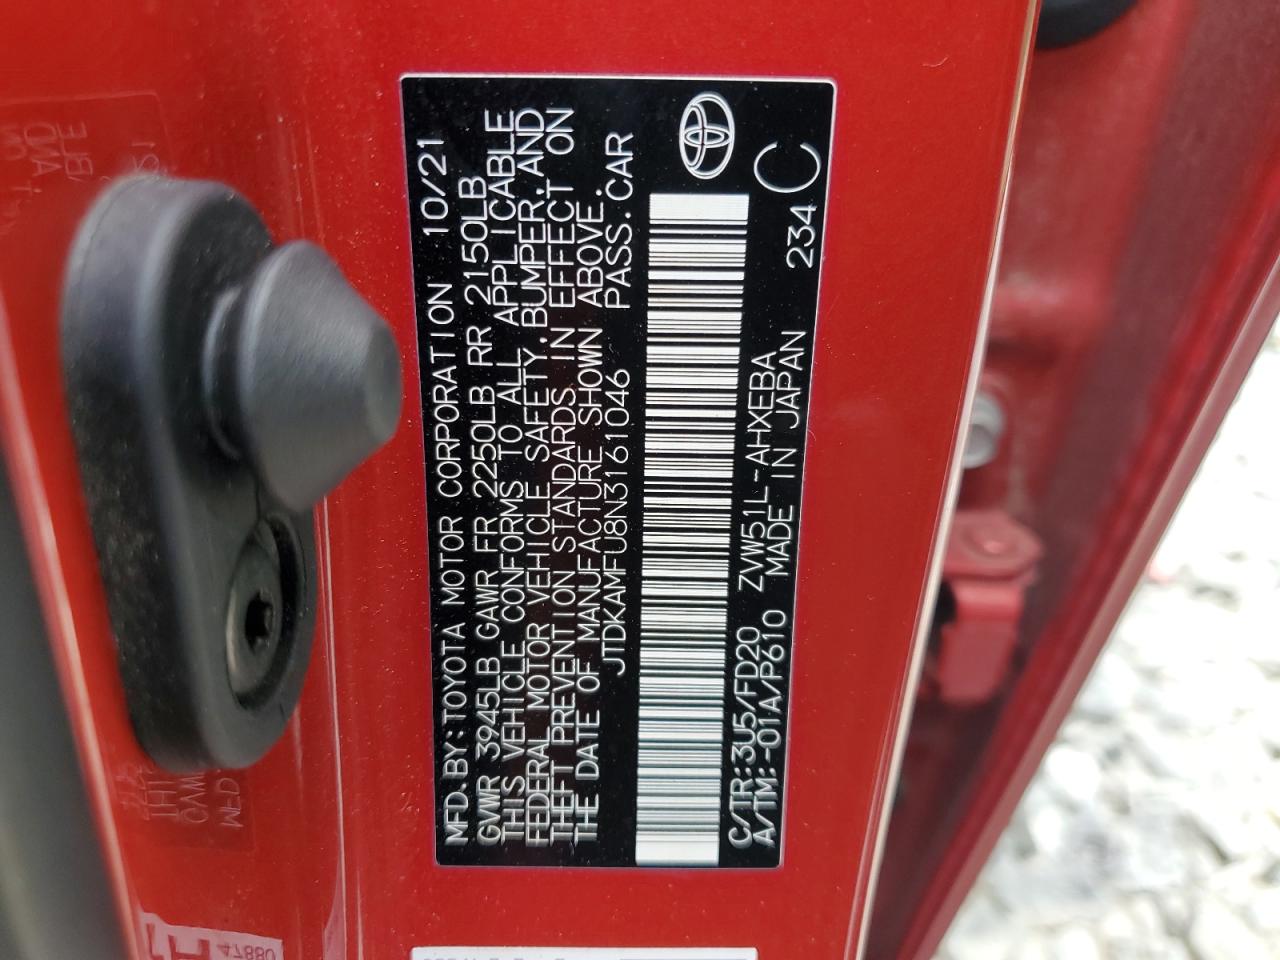 MFD.BY:TOYOTA MOTOR CORPORATION 10/21
GVWR 3945LB GAWR FR 2250LB RR 2150LB
THIS VEHICLE CONFORMS TO ALL APPLICABLE
FEDERAL MOTOR VEHICLE SAFETY, BUMPER, AND
THEFT PREVENTION STANDARDS IN EFFECT ON
THE DATE OF MANUFACTURE SHOWN ABOVE.
JTDKAMFU8N3161046 PASS.CAR
C/TR:3U5/FD20 ZVW51L-AHXEBA
A/TM:-01A/P610 MADE IN JAPAN 234 C
47880